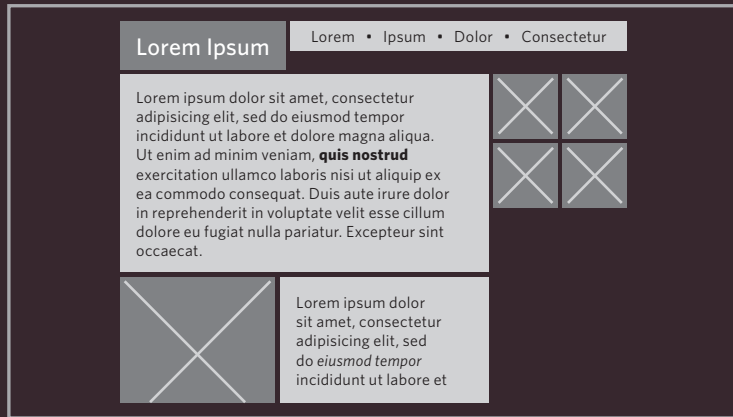 Lorem Ipsum
Lorem • Ipsum • Dolor • Consectetur
Lorem ipsum dolor sit amet, consectetur
adipisicing elit, sed do eiusmod tempor
incididunt ut labore et dolore magna aliqua.
Ut enim ad minim veniam, quis nostrud
exercitation ullamco laboris nisi ut aliquip ex
ea commodo consequat. Duis aute irure dolor
in reprehenderit in voluptate velit esse cillum
dolore eu fugiat nulla pariatur. Excepteur sint
occaecat.
Lorem ipsum dolor
sit amet, consectetur
adipisicing elit, sed
do eiusmod tempor
incididunt ut labore et